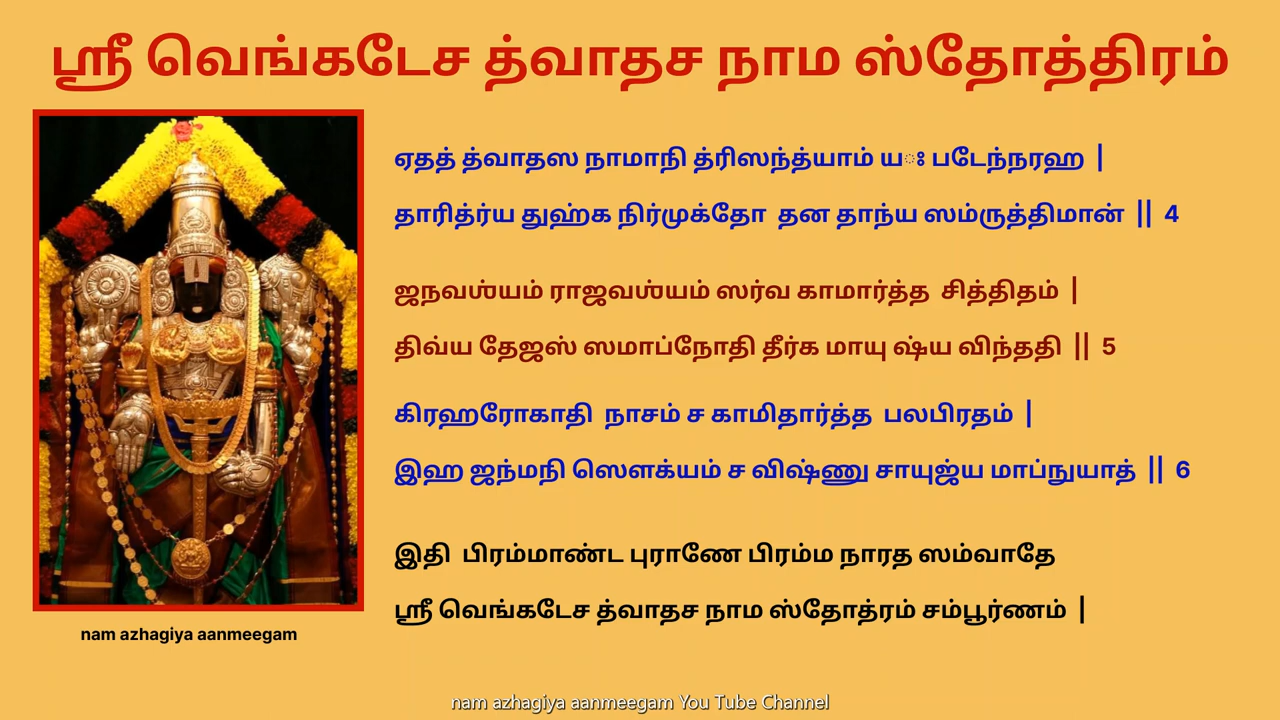 ஸ்ரீ வெங்கடேச த்வாதச நாம ஸ்தோத்திரம்
ஏதத் த்வாதஸ நாமாநி த்ரிஸந்த்யாம் யஃ படேந்நரஹ |
தாரித்ர்ய துஹ்க நிர்முக்தோ தன தாந்ய ஸம்ருத்திமான் || 4
ஜநவஶ்யம் ராஜவஶ்யம் ஸர்வ காமார்த்த சித்திதம் |
திவ்ய தேஜஸ் ஸமாப்நோதி தீர்க மாயு ஷ்ய விந்ததி || 5
கிரஹரோகாதி நாசம் ச காமிதார்த்த பலபிரதம் |
இஹ ஜந்மநி ஸௌக்யம் ச விஷ்ணு சாயுஜ்ய மாப்நுயாத் || 6
இதி பிரம்மாண்ட புராணே பிரம்ம நாரத ஸம்வாதே
ஸ்ரீ வெங்கடேச த்வாதச நாம ஸ்தோத்ரம் சம்பூர்ணம் |
nam azhagiya aanmeegam
nam azhagiya aanmeegam You Tube Channel